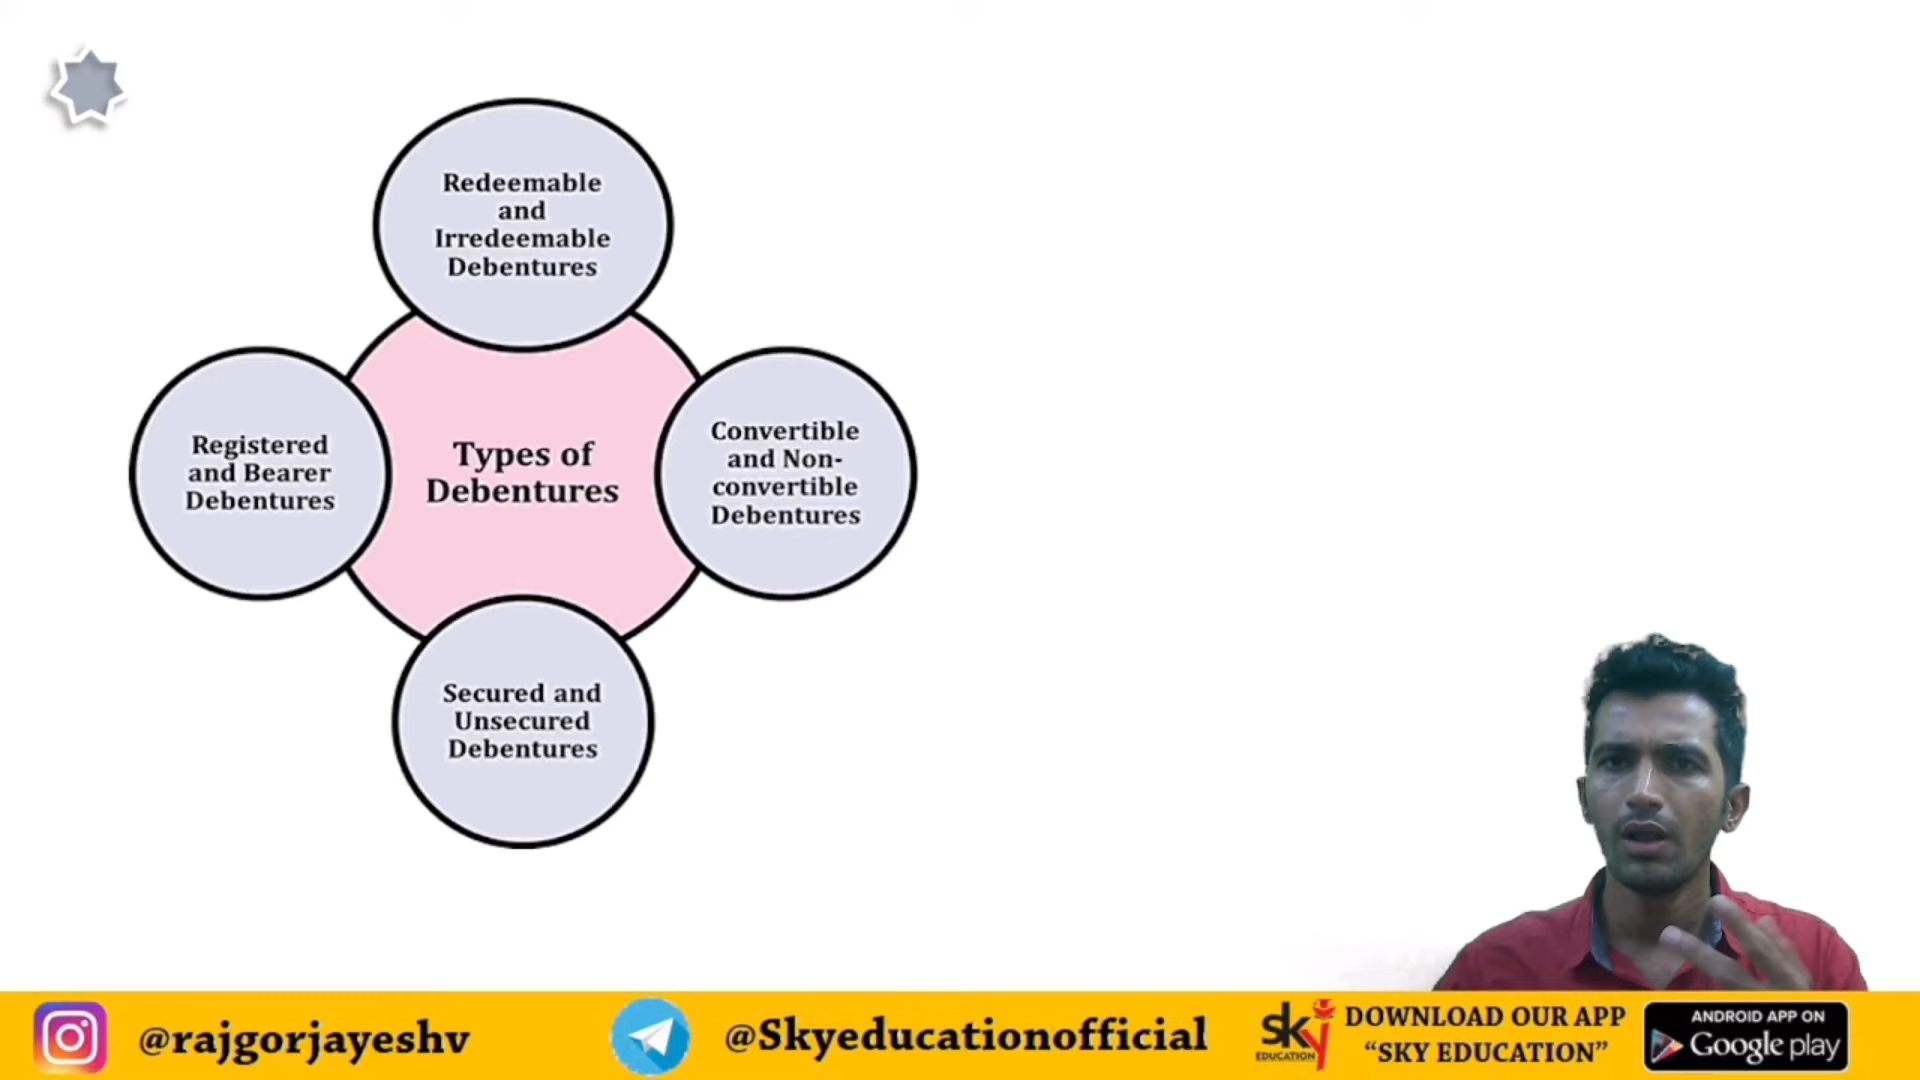 Redeemable
and
Irredeemable
Debentures
Registered
and Bearer
Debentures
Types of
Debentures
Convertible
and Non-
convertible
Debentures
Secured and
Unsecured
Debentures
@rajgorjayeshv
@Skyeducationofficial
sky
EDUCATION
DOWNLOAD OUR APP
“SKY EDUCATION”
ANDROID APP ON
Google play